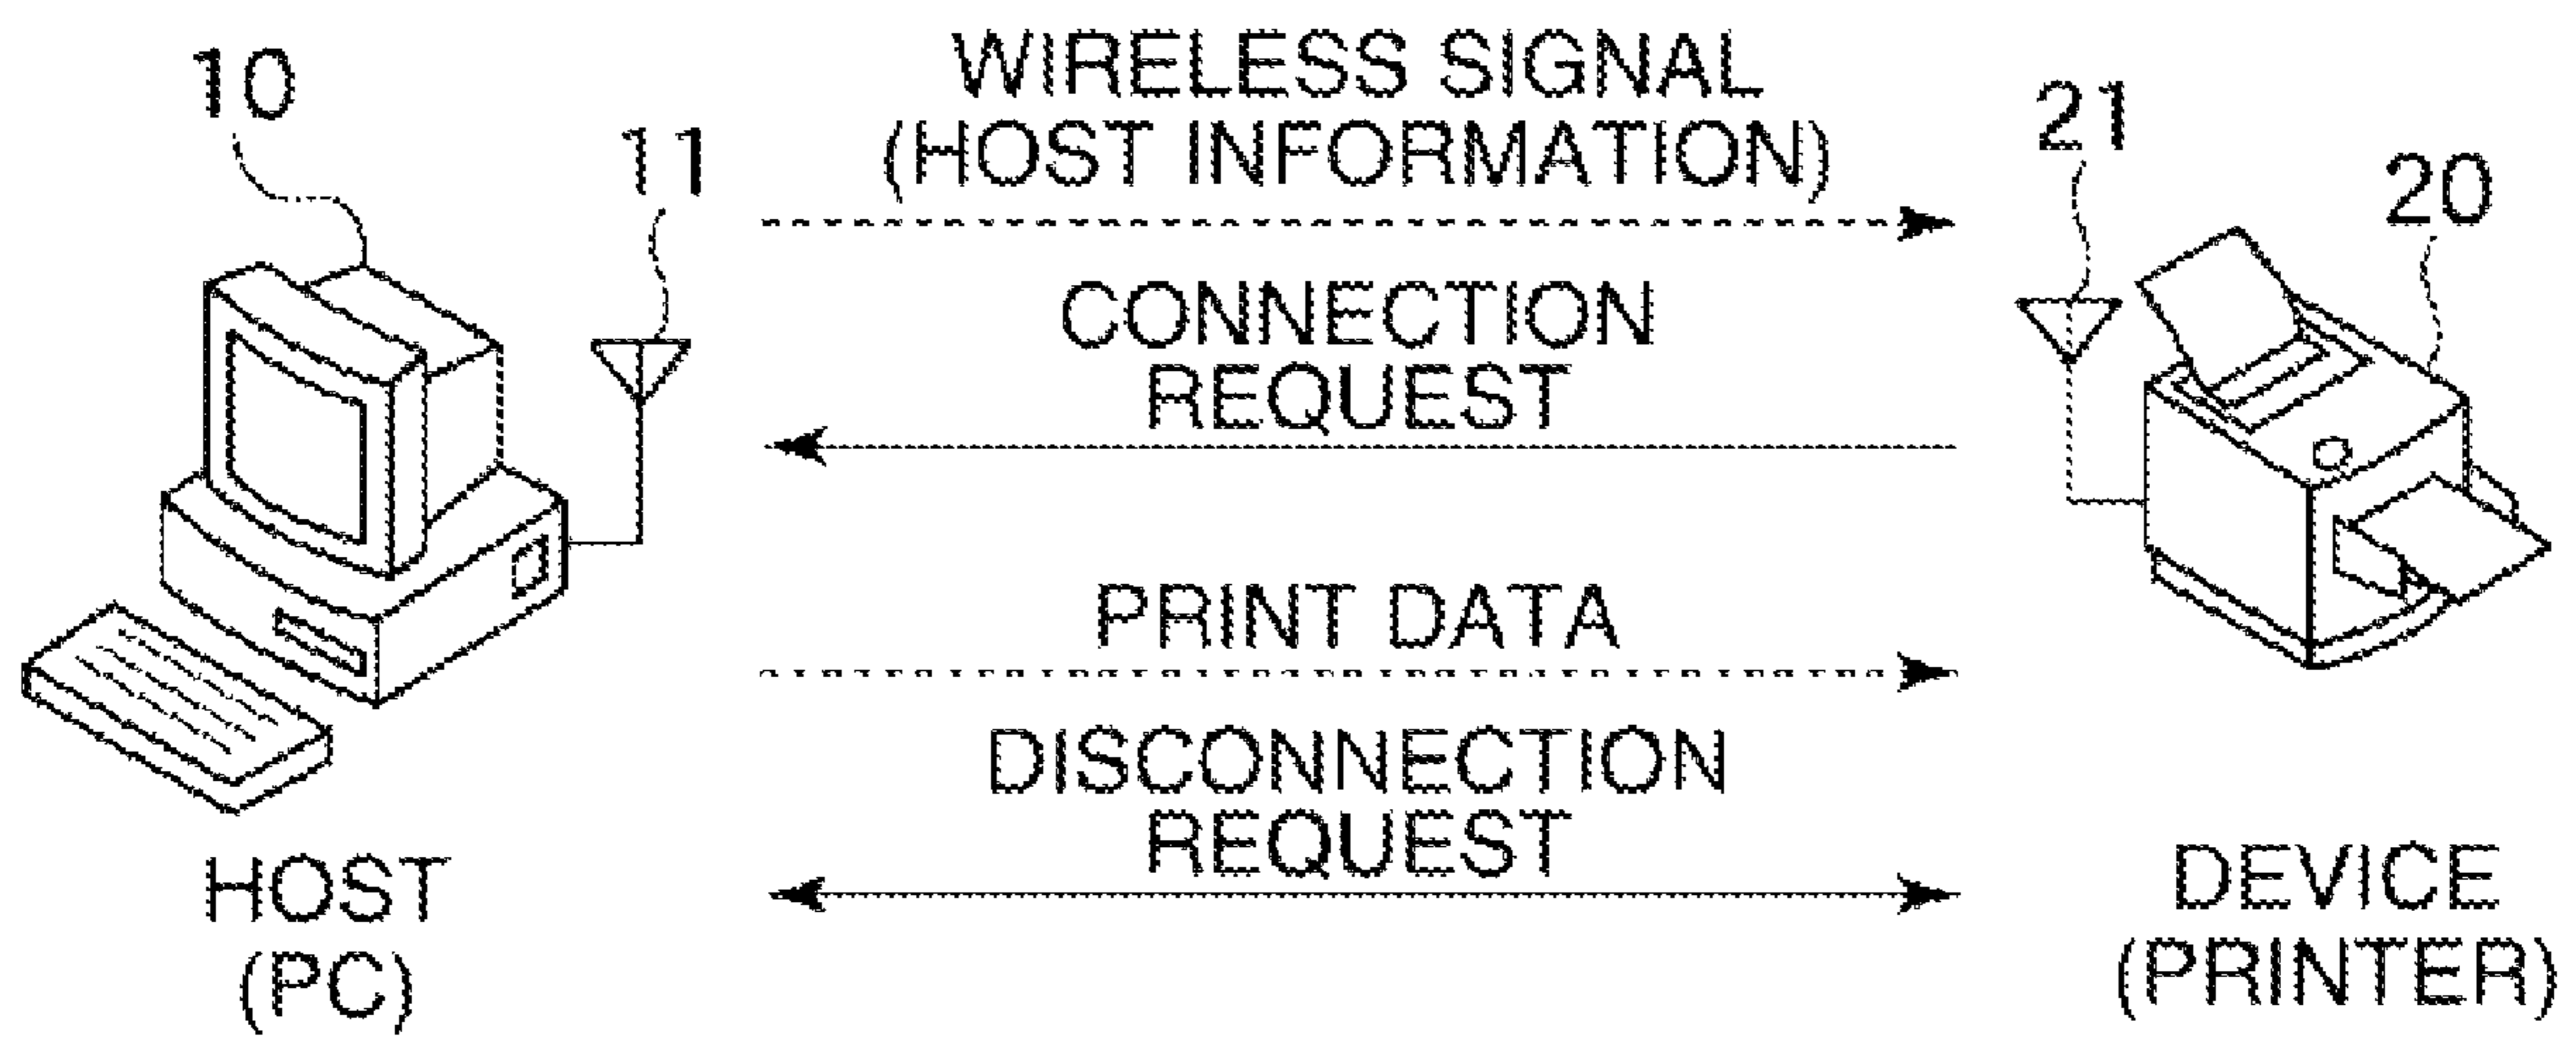 10
11
WIRELESS SIGNAL
(HOST INFORMATION)
21
20
CONNECTION
REQUEST
PRINT DATA
DISCONNECTION
REQUEST
HOST
(PC)
DEVICE
(PRINTER)